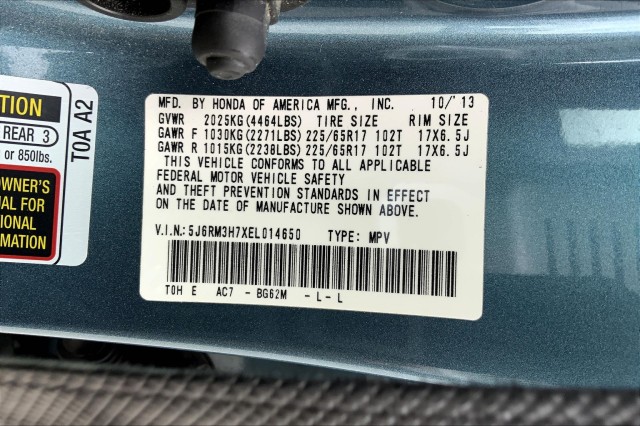 TION
REAR 3
or 850lbs.
OWNER'S
UAL FOR
IONAL
RMATION
T0A A2
MFD. BY HONDA OF AMERICA MFG., INC. 10/'13
GVWR 2025KG(4464LBS) TIRE SIZE RIM SIZE
GAWR F 1030KG(2271LBS) 225/65R17 102T 17X6.5J
GAWR R 1015KG(2238LBS) 225/65R17 102T 17X6.5J
THIS VEHICLE CONFORMS TO ALL APPLICABLE
FEDERAL MOTOR VEHICLE SAFETY
AND THEFT PREVENTION STANDARDS IN EFFECT
ON THE DATE OF MANUFACTURE SHOWN ABOVE.
V.I.N.:5J6RM3H7XEL014650 TYPE: MPV
T0H E AC7 - BG62M - L- L